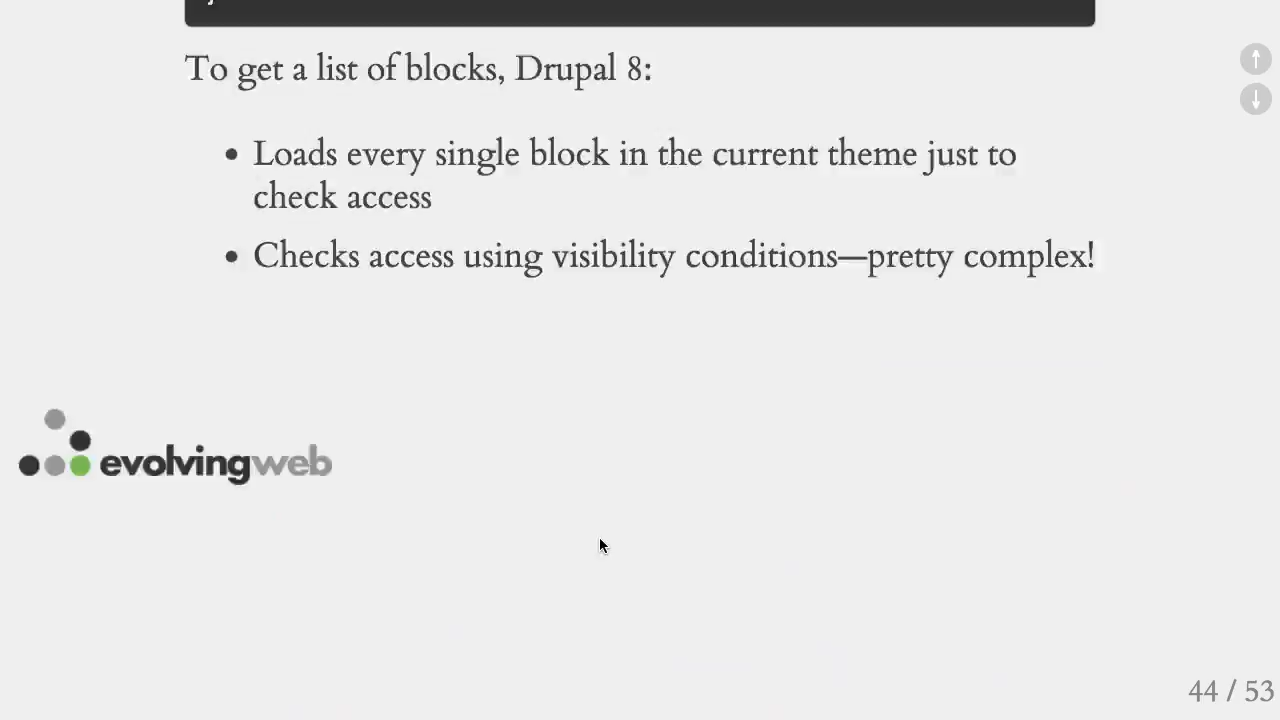 To get a list of blocks, Drupal 8:
• Loads every single block in the current theme just to
check access
• Checks access using visibility conditions—pretty complex!
evolvingweb
44 / 53